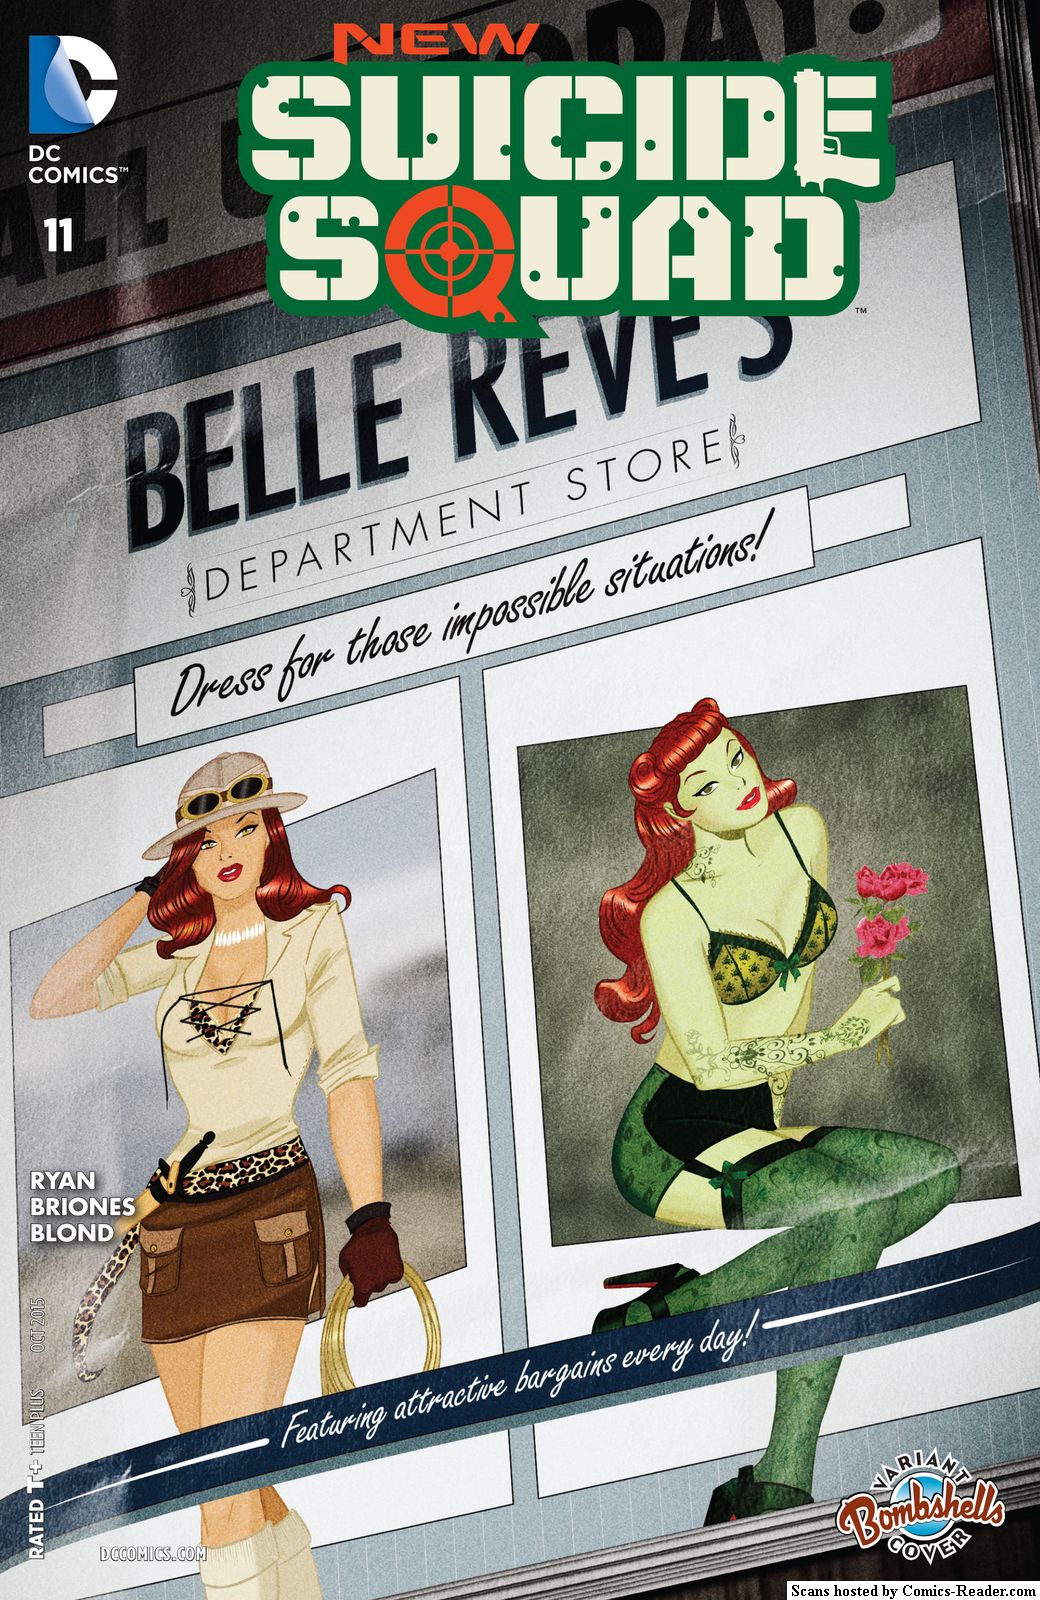 NEW
SUICIDE
SQUAD
™
DC
COMICS™
11
BELLE REVE'S
DEPARTMENT STORE
Dress for those impossible situations!
RYAN
BRIONES
BLOND
RATED T+ TEEN PLUS OCT 2015
Featuring attractive bargains every day!
DCCOMICS.COM
VARIANT
Bombshells
COVER
Scans hosted by Comics-Reader.com